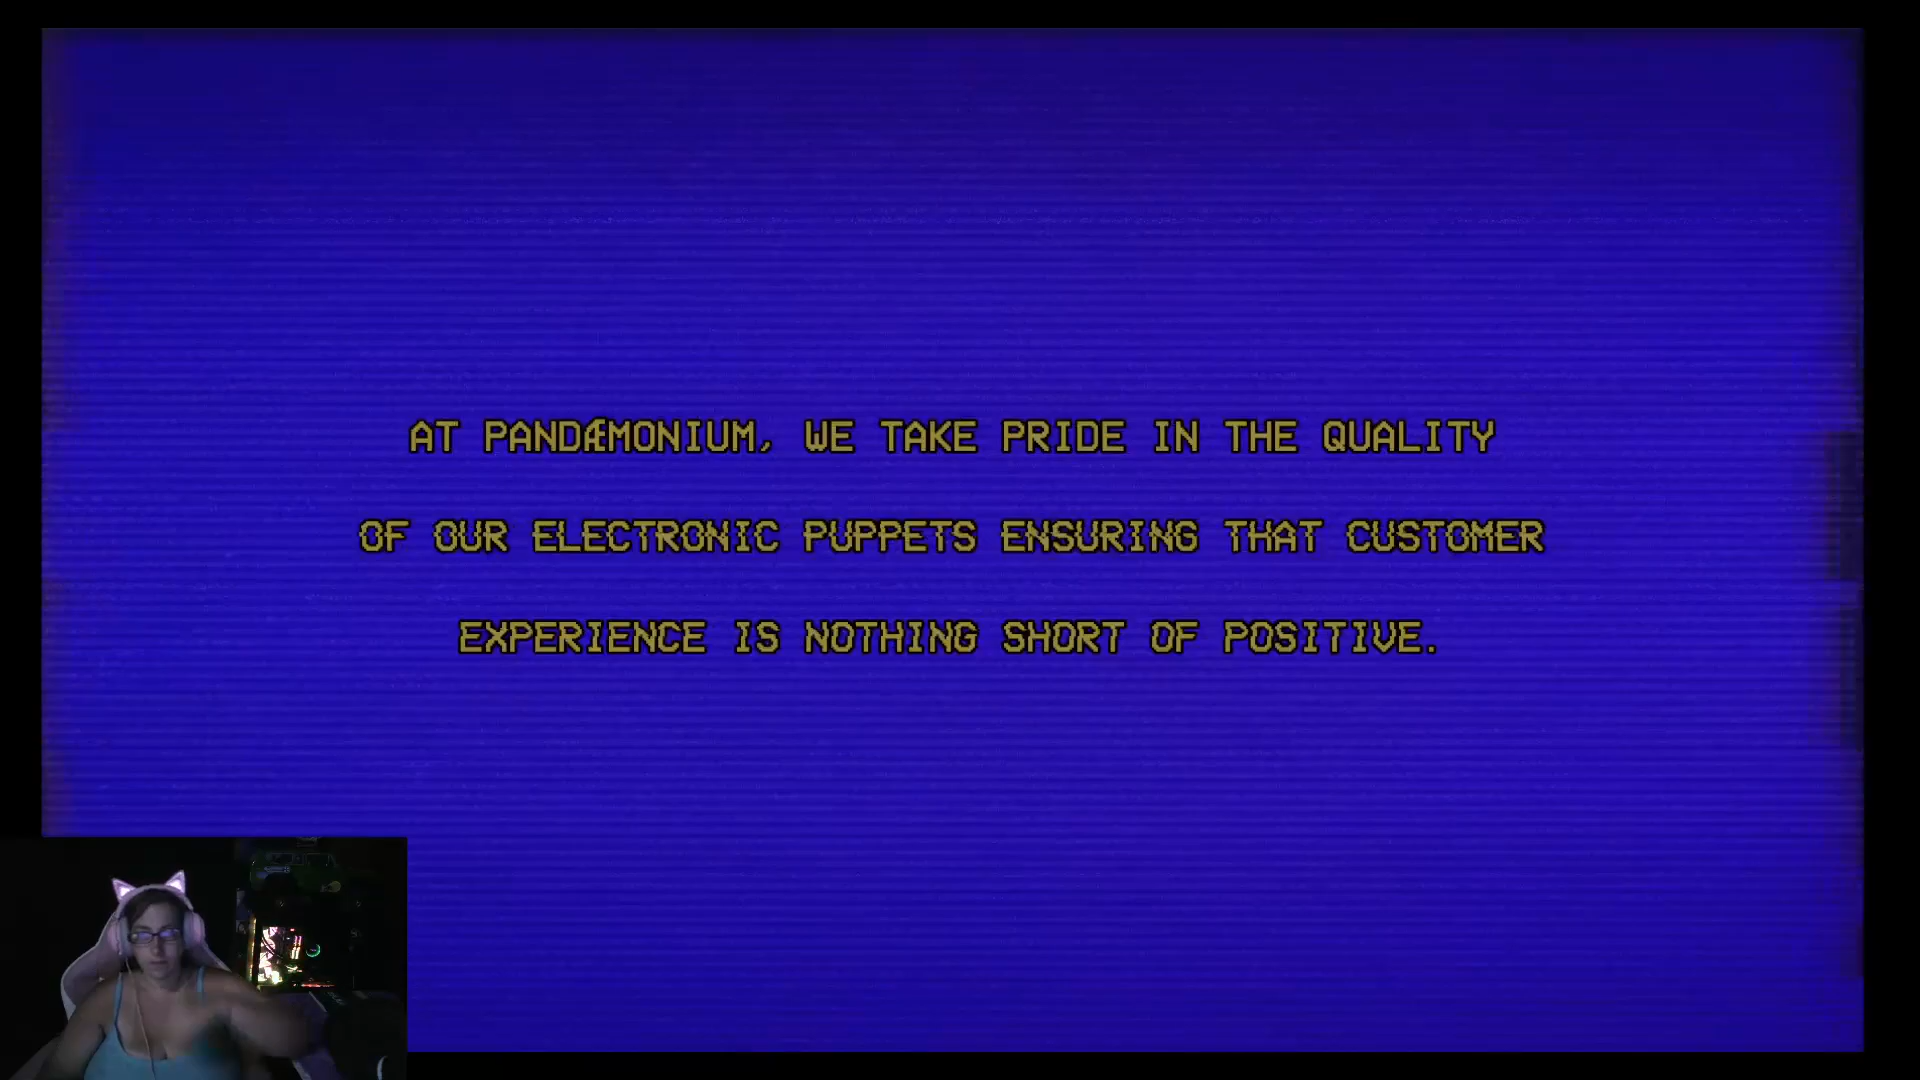 AT PANDÆMONIUM, WE TAKE PRIDE IN THE QUALITY
OF OUR ELECTRONIC PUPPETS ENSURING THAT CUSTOMER
EXPERIENCE IS NOTHING SHORT OF POSITIVE.